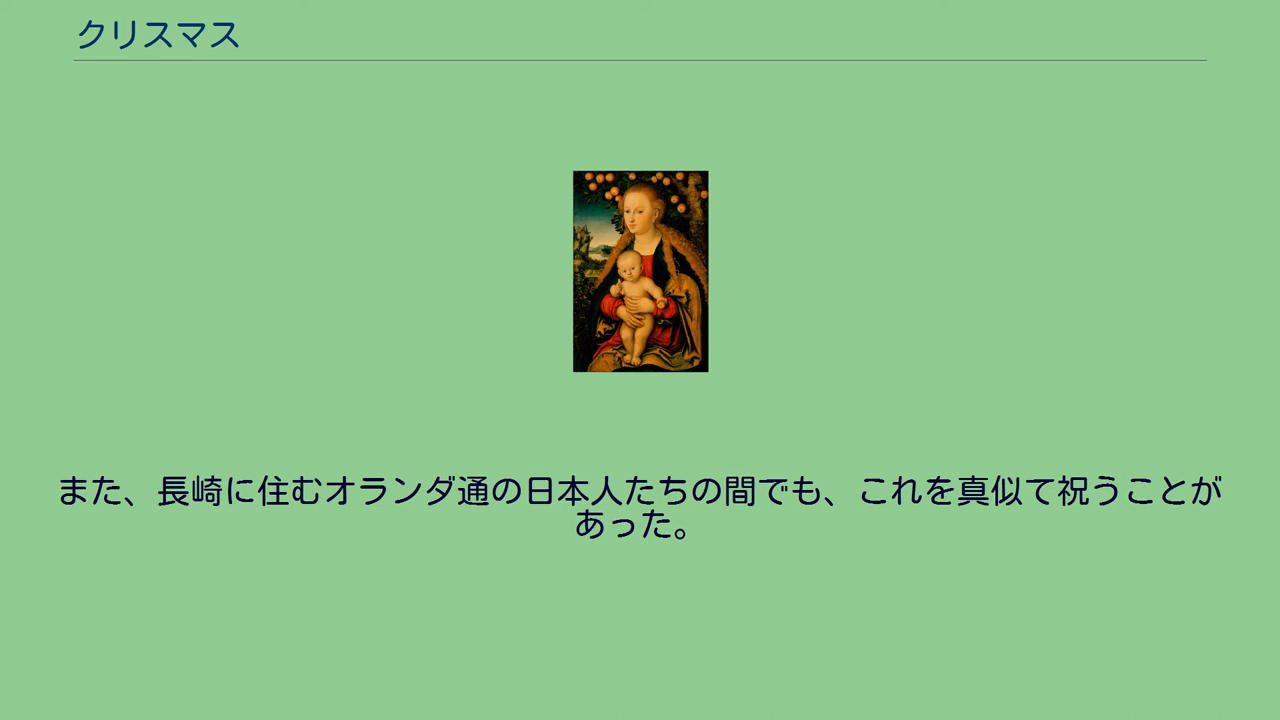 クリスマス
また、長崎に住むオランダ通の日本人たちの間でも、これを真似て祝うことが
あった。